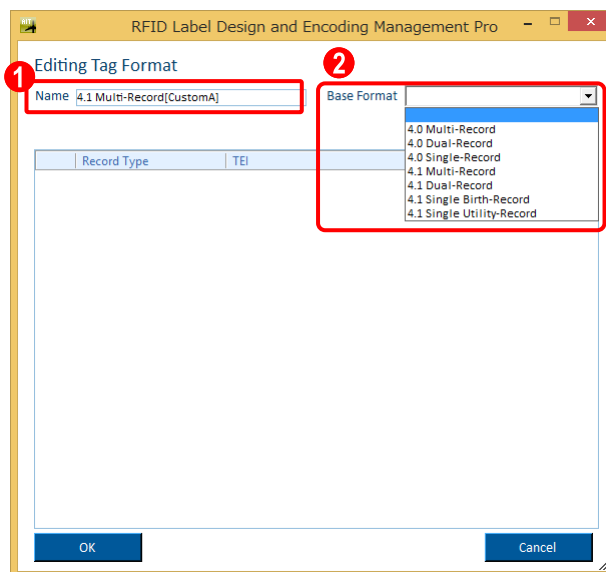 RFID Label Design and Encoding Management Pro
Editing Tag Format
1
2
Name 4.1 Multi-Record[CustomA] Base Format
4.0 Multi-Record
4.0 Dual-Record
4.0 Single-Record
4.1 Multi-Record
4.1 Dual-Record
4.1 Single Birth-Record
4.1 Single Utility-Record
Record Type TEI
OK Cancel